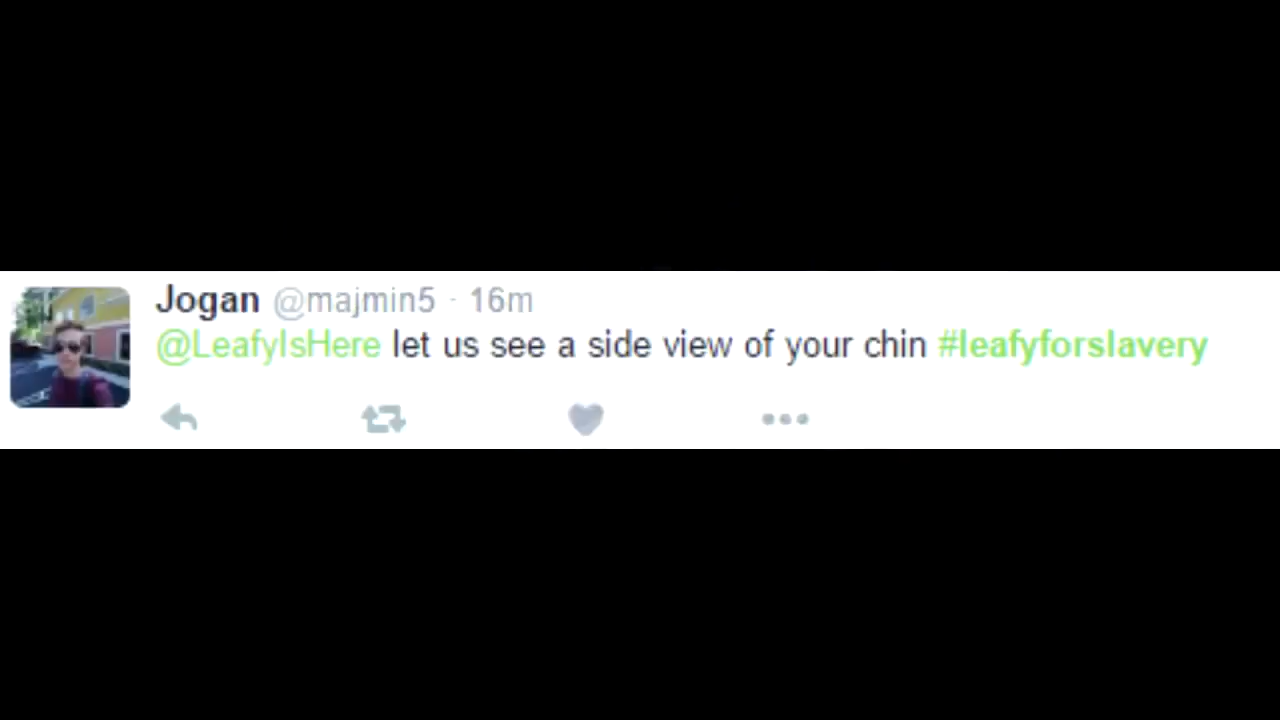 Jogan @majmin5 · 16m
@LeafyIsHere let us see a side view of your chin #leafyforslavery